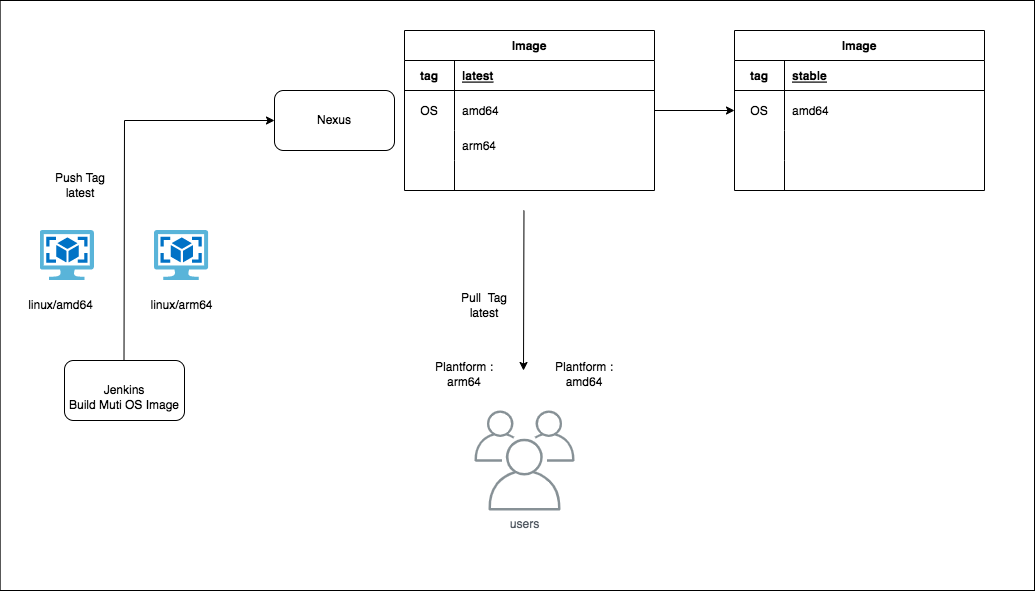 Image
tag latest
OS amd64
arm64
Image
tag stable
OS amd64
Nexus
Push Tag
latest
linux/amd64
linux/arm64
Jenkins
Build Muti OS Image
Pull Tag
latest
Plantform :
arm64
Plantform :
amd64
users